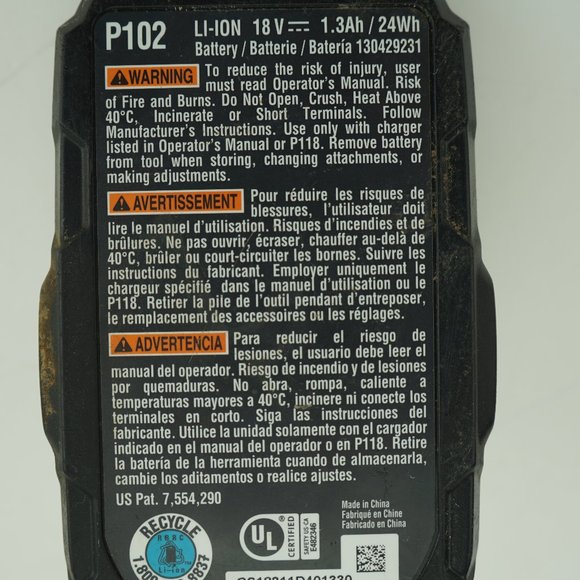 P102 LI-ION 18 V 1.3Ah / 24Wh
Battery / Batterie / Batería 130429231
WARNING To reduce the risk of injury, user
must read Operator's Manual. Risk
of Fire and Burns. Do Not Open, Crush, Heat Above
40°C, Incinerate or Short Terminals. Follow
Manufacturer's Instructions. Use only with charger
listed in Operator's Manual or P118. Remove battery
from tool when storing, changing attachments, or
making adjustments.
AVERTISSEMENT Pour réduire les risques de
blessures, l'utilisateur doit
lire le manuel d'utilisation. Risques d'incendies et de
brûlures. Ne pas ouvrir, écraser, chauffer au-delà de
40°C, brûler ou court-circuiter les bornes. Suivre les
instructions du fabricant. Employer uniquement le
chargeur spécifié dans le manuel d'utilisation ou le
P118. Retirer la pile de l'outil pendant d'entreposer,
le remplacement des accessoires ou les réglages.
ADVERTENCIA Para reducir el riesgo de
lesiones, el usuario debe leer el
manual del operador. Riesgo de incendio y de lesiones
por quemaduras. No abra, rompa, caliente a
temperaturas mayores a 40°C, incinere ni conecte los
terminales en corto. Siga las instrucciones del
fabricante. Utilice la unidad solamente con el cargador
indicado en el manual del operador o en P118. Retire
la batería de la herramienta cuando de almacenarla,
cambie los aditamentos o realice ajustes.
US Pat. 7,554,290
RECYCLE
RBRC
Li-ion
UL
CERTIFIED
SAFETY US CA
E482346
Made in China
Fabriqué en Chine
Fabricado en China